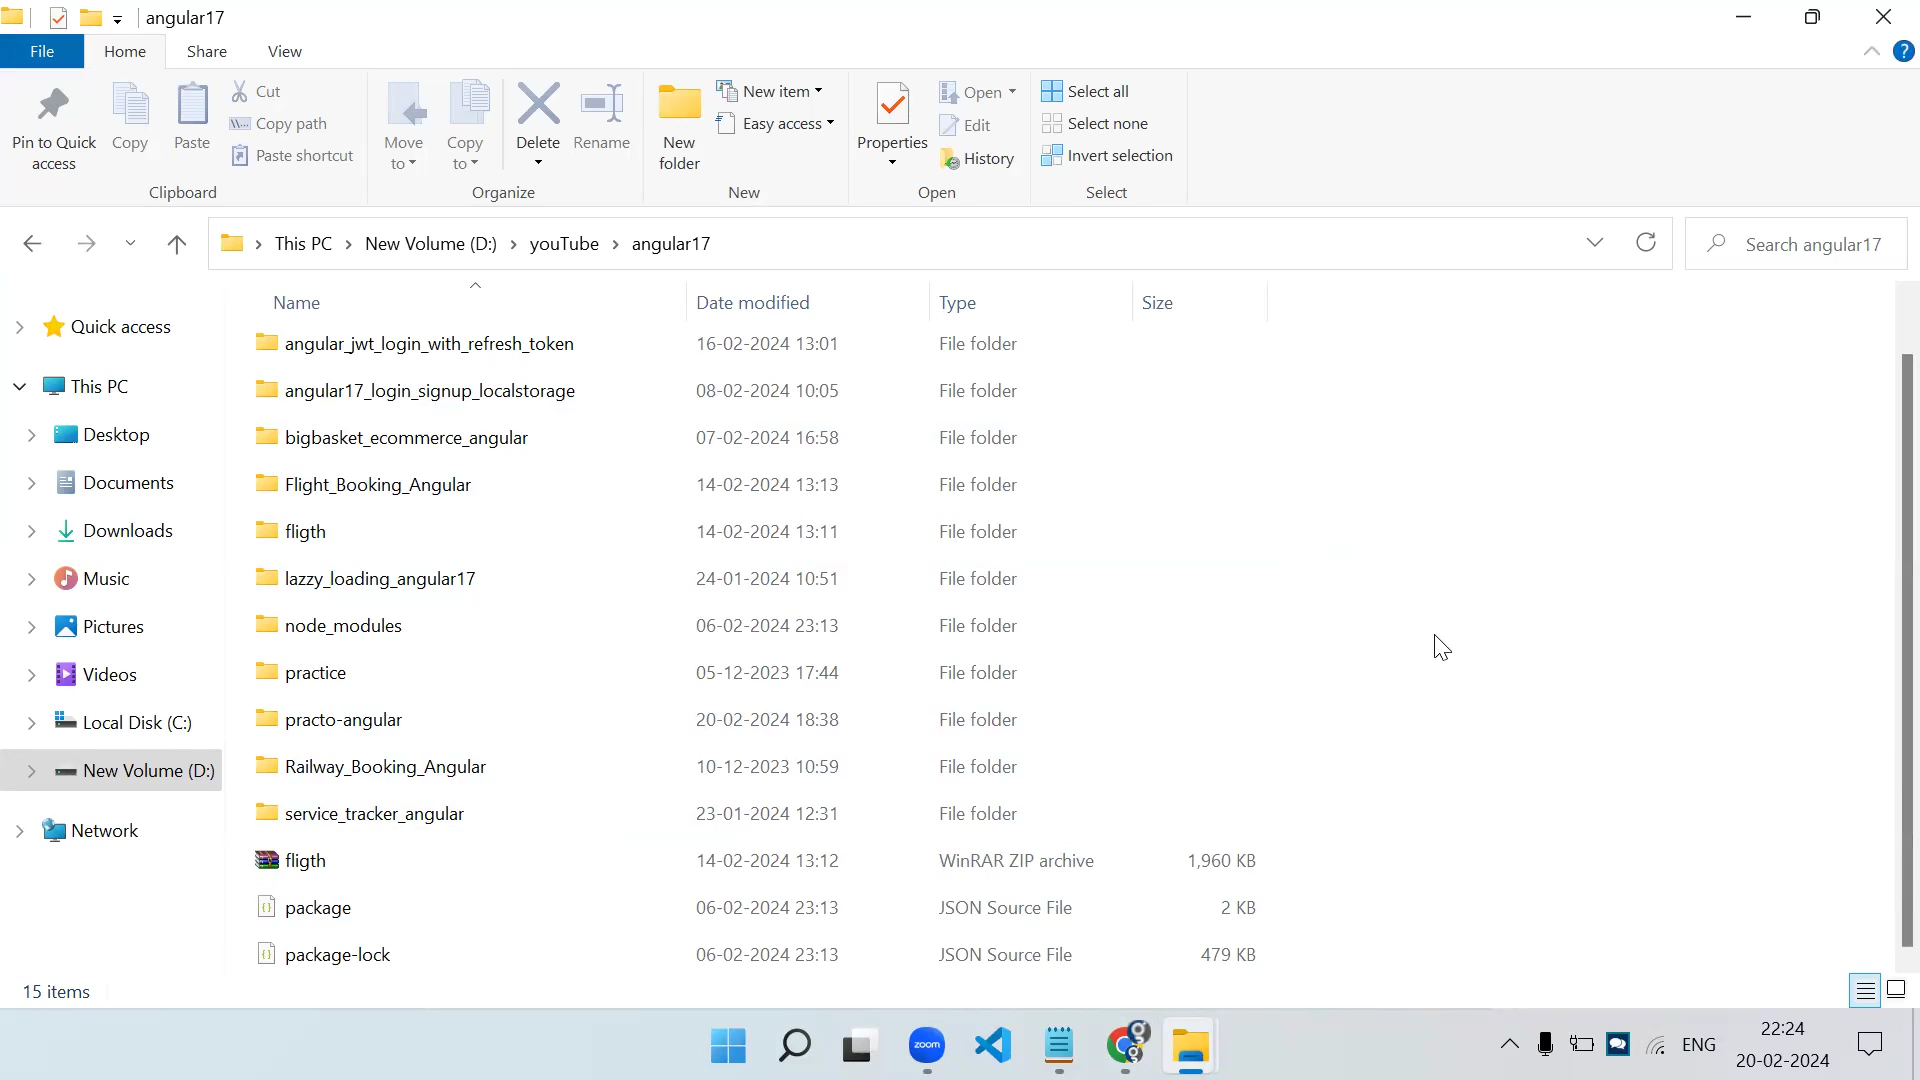 angular17
File
Home
Share
View
Pin to Quick
access
Copy
Paste
Cut
Copy path
Paste shortcut
Clipboard
Move
to
Copy
to
Delete
Rename
Organize
New
folder
New item
Easy access
New
Properties
Open
Edit
History
Open
Select all
Select none
Invert selection
Select
This PC › New Volume (D:) › youTube › angular17
Search angular17
Quick access
This PC
Desktop
Documents
Downloads
Music
Pictures
Videos
Local Disk (C:)
New Volume (D:)
Network
Name Date modified Type Size
angular_jwt_login_with_refresh_token 16-02-2024 13:01 File folder
angular17_login_signup_localstorage 08-02-2024 10:05 File folder
bigbasket_ecommerce_angular 07-02-2024 16:58 File folder
Flight_Booking_Angular 14-02-2024 13:13 File folder
fligth 14-02-2024 13:11 File folder
lazzy_loading_angular17 24-01-2024 10:51 File folder
node_modules 06-02-2024 23:13 File folder
practice 05-12-2023 17:44 File folder
practo-angular 20-02-2024 18:38 File folder
Railway_Booking_Angular 10-12-2023 10:59 File folder
service_tracker_angular 23-01-2024 12:31 File folder
fligth 14-02-2024 13:12 WinRAR ZIP archive 1,960 KB
package 06-02-2024 23:13 JSON Source File 2 KB
package-lock 06-02-2024 23:13 JSON Source File 479 KB
15 items
zoom
ENG
22:24
20-02-2024